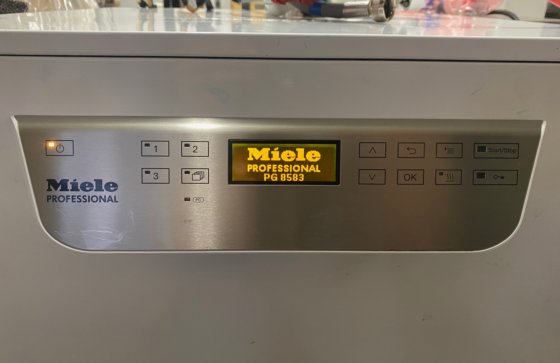 1
2
3
Miele
PROFESSIONAL
Miele
PROFESSIONAL
PG 8583
OK
Start/Stop